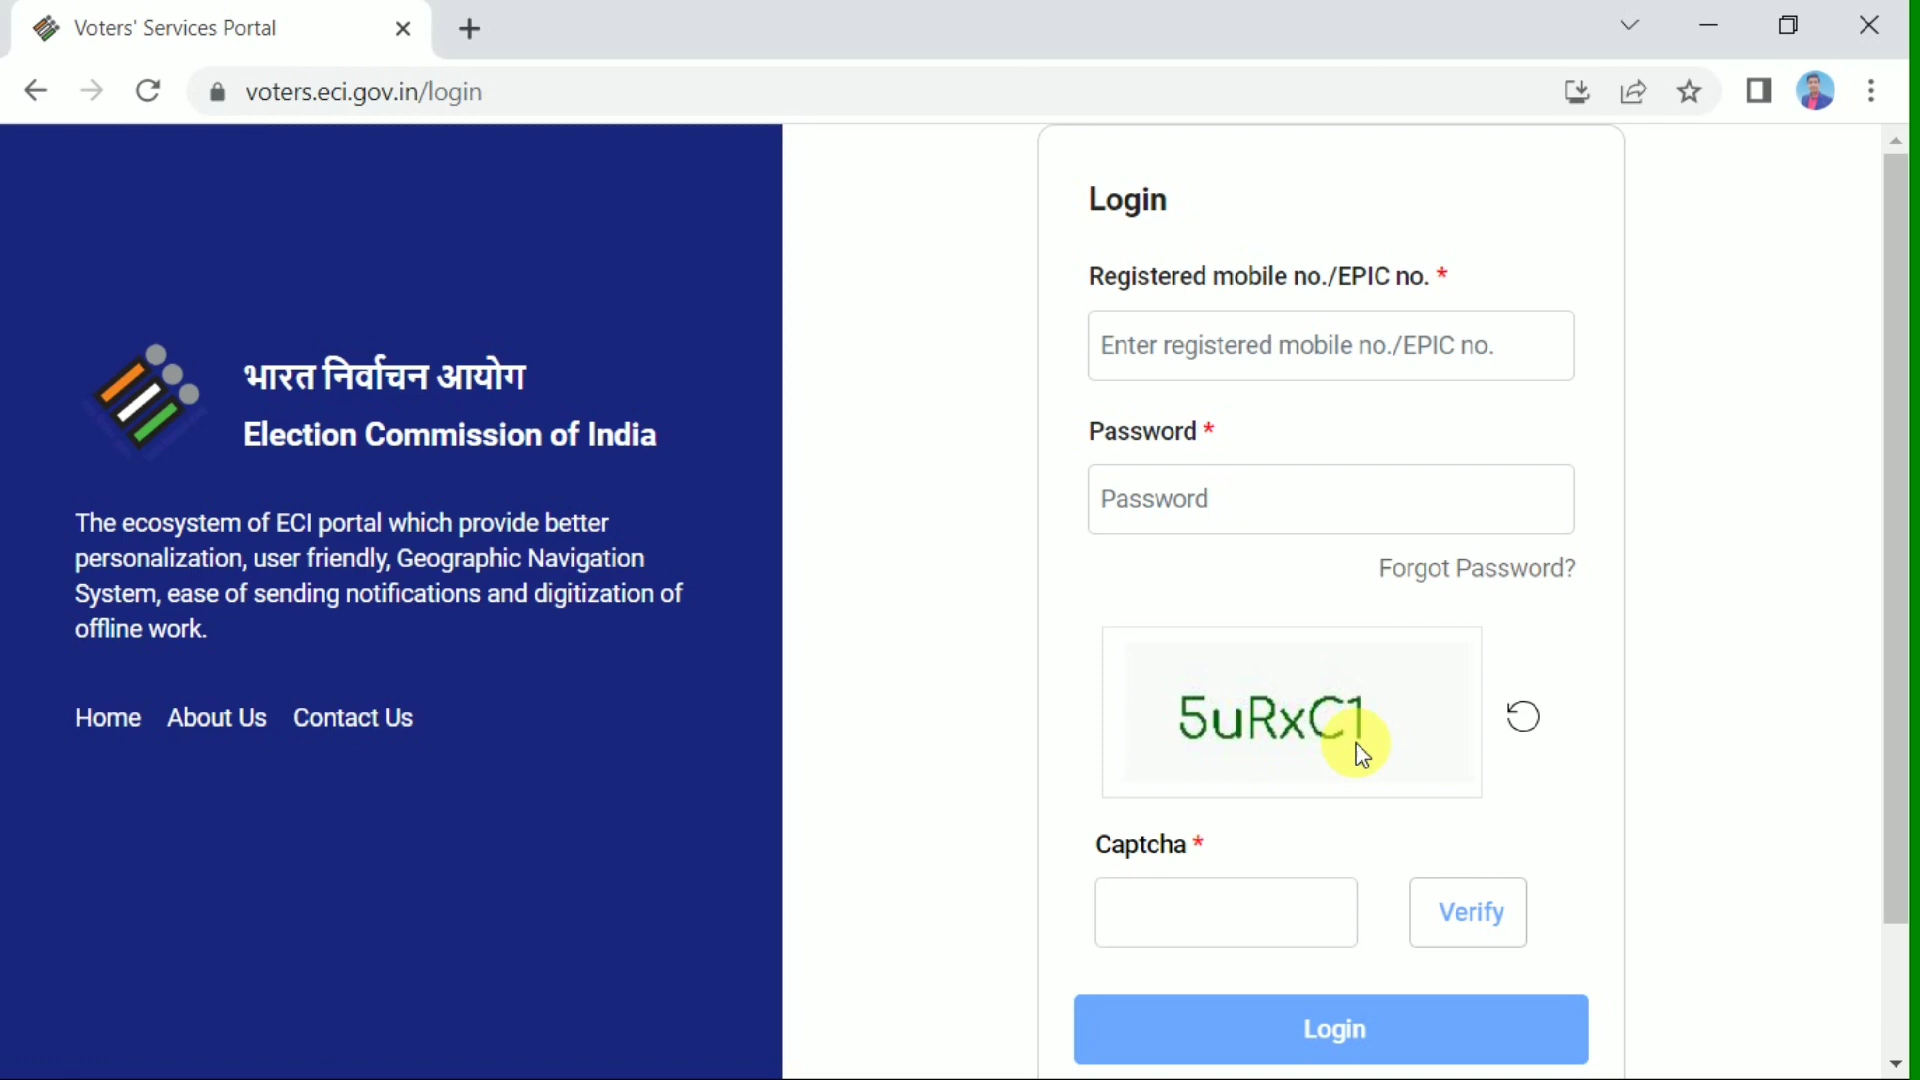 Voters' Services Portal
voters.eci.gov.in/login
भारत निर्वाचन आयोग
Election Commission of India
The ecosystem of ECI portal which provide better
personalization, user friendly, Geographic Navigation
System, ease of sending notifications and digitization of
offline work.
Home About Us Contact Us
Login
Registered mobile no./EPIC no. *
Enter registered mobile no./EPIC no.
Password *
Password
Forgot Password?
5uRxC1
Captcha *
Verify
Login